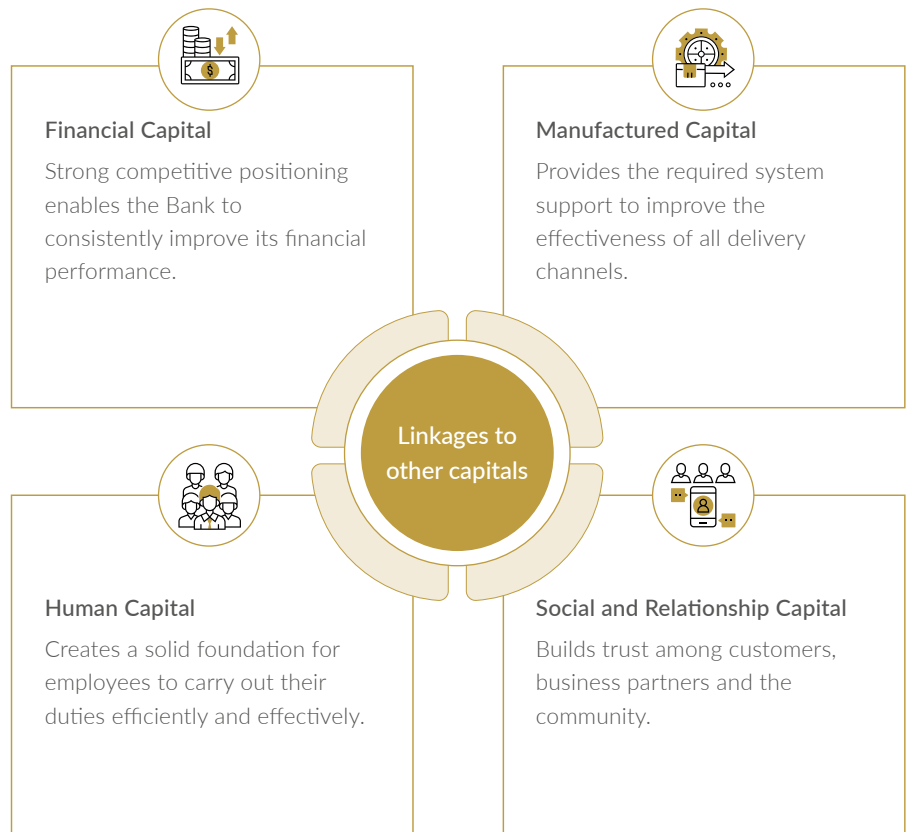 Financial Capital
Strong competitive positioning
enables the Bank to
consistently improve its financial
performance.
Manufactured Capital
Provides the required system
support to improve the
effectiveness of all delivery
channels.
Linkages to
other capitals
Human Capital
Creates a solid foundation for
employees to carry out their
duties efficiently and effectively.
Social and Relationship Capital
Builds trust among customers,
business partners and the
community.